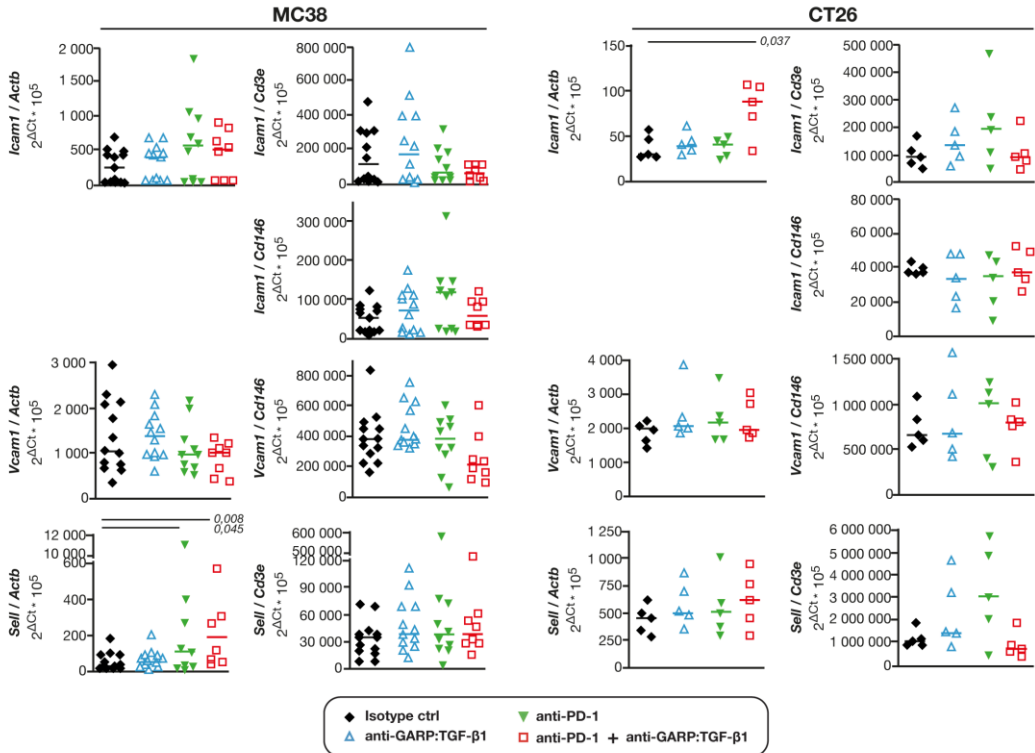 MC38
CT26
Icam1 / Actb
2^ΔCt * 10^5
2 000
1 500
1 000
500
0
Icam1 / Cd3e
2^ΔCt * 10^5
800 000
600 000
400 000
200 000
0
Icam1 / Actb
2^ΔCt * 10^5
150
100
50
0
0,037
Icam1 / Cd3e
2^ΔCt * 10^5
500 000
400 000
300 000
200 000
100 000
0
Icam1 / Cd146
2^ΔCt * 10^5
300 000
200 000
100 000
0
Icam1 / Cd146
2^ΔCt * 10^5
80 000
60 000
40 000
20 000
0
Vcam1 / Actb
2^ΔCt * 10^5
3 000
2 000
1 000
0
Vcam1 / Cd146
2^ΔCt * 10^5
1 000 000
800 000
600 000
400 000
200 000
0
Vcam1 / Actb
2^ΔCt * 10^5
4 000
3 000
2 000
1 000
0
Vcam1 / Cd146
2^ΔCt * 10^5
1 500 000
1 000 000
500 000
0
Sell / Actb
2^ΔCt * 10^5
12 000
10 000
600
400
200
0
0,008
0,045
Sell / Cd3e
2^ΔCt * 10^5
600 000
500 000
120 000
90 000
60 000
30 000
0
Sell / Actb
2^ΔCt * 10^5
1 250
1 000
750
500
250
0
Sell / Cd3e
2^ΔCt * 10^5
6 000 000
5 000 000
4 000 000
3 000 000
2 000 000
1 000 000
0
Isotype ctrl
anti-PD-1
anti-GARP:TGF-β1
anti-PD-1 + anti-GARP:TGF-β1